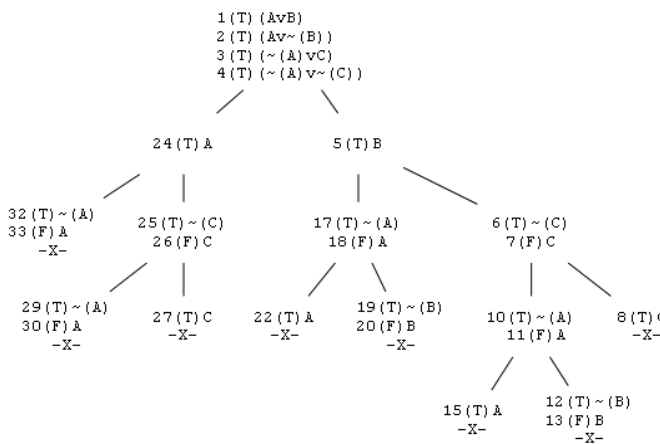 1(T)(AvB)
2(T)(Av~(B))
3(T)(~(A)vC)
4(T)(~(A)v~(C))
24(T)A
5(T)B
32(T)~(A)
33(F)A
-X-
25(T)~(C)
26(F)C
17(T)~(A)
18(F)A
6(T)~(C)
7(F)C
29(T)~(A)
30(F)A
-X-
27(T)C
-X-
22(T)A
-X-
19(T)~(B)
20(F)B
-X-
10(T)~(A)
11(F)A
8(T)
-X-
15(T)A
-X-
12(T)~(B)
13(F)B
-X-